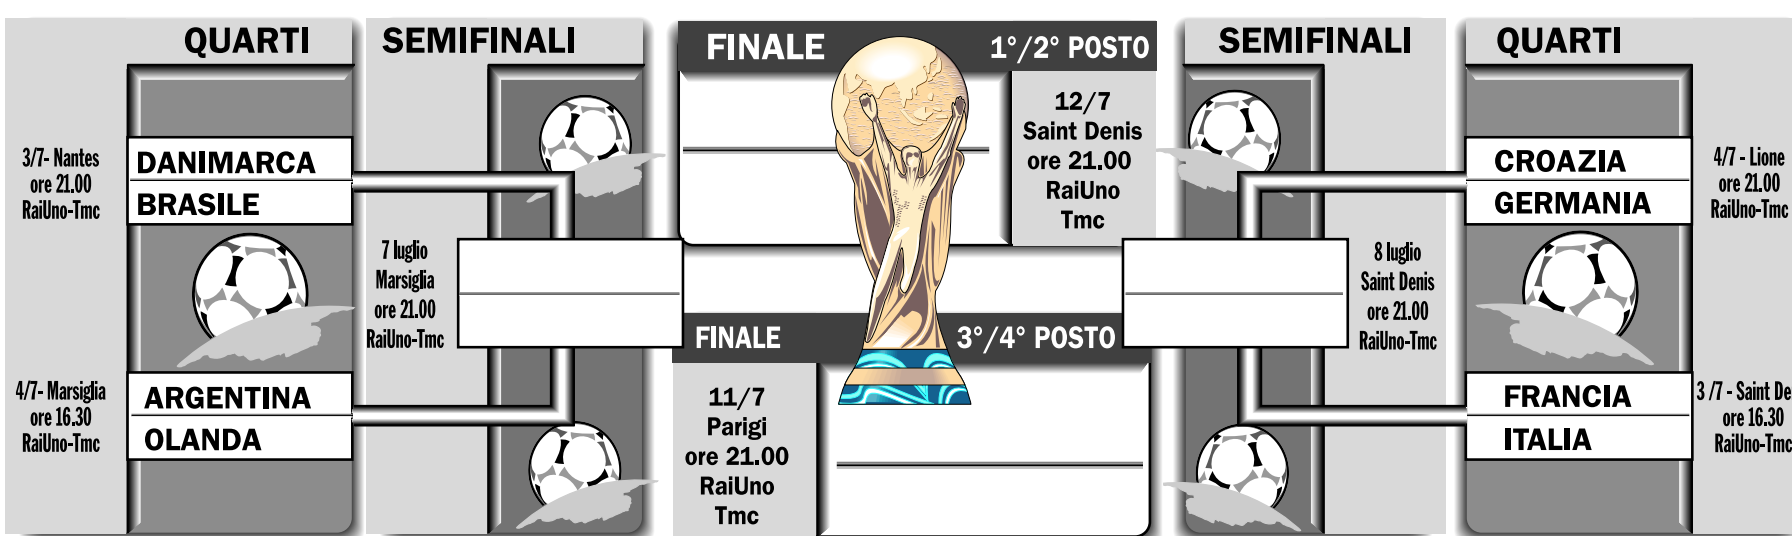 QUARTI
3/7- Nantes
ore 21.00
RaiUno-Tmc
DANIMARCA
BRASILE
4/7- Marsiglia
ore 16.30
RaiUno-Tmc
ARGENTINA
OLANDA
SEMIFINALI
7 luglio
Marsiglia
ore 21.00
RaiUno-Tmc
FINALE
1°/2° POSTO
12/7
Saint Denis
ore 21.00
RaiUno
Tmc
FINALE
3°/4° POSTO
11/7
Parigi
ore 21.00
RaiUno
Tmc
SEMIFINALI
8 luglio
Saint Denis
ore 21.00
RaiUno-Tmc
QUARTI
CROAZIA
GERMANIA
4/7 - Lione
ore 21.00
RaiUno-Tmc
FRANCIA
ITALIA
3 /7 - Saint De
ore 16.30
RaiUno-Tmc